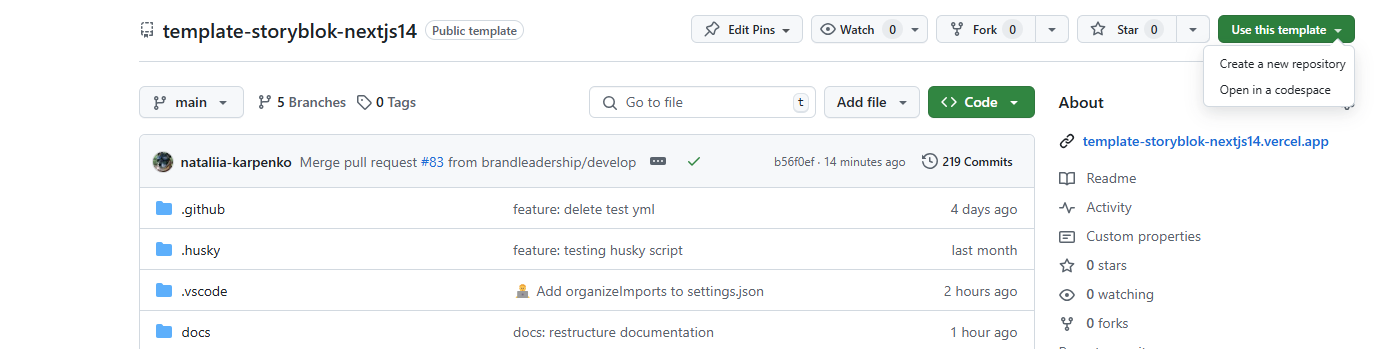 template-storyblok-nextjs14 Public template Edit Pins Watch 0 Fork 0 Star 0 Use this template
Create a new repository
Open in a codespace
main 5 Branches 0 Tags Go to file t Add file Code
About
nataliia-karpenko Merge pull request #83 from brandleadership/develop b56f0ef · 14 minutes ago 219 Commits
template-storyblok-nextjs14.vercel.app
.github feature: delete test yml 4 days ago
Readme
Activity
.husky feature: testing husky script last month
Custom properties
0 stars
.vscode Add organizeImports to settings.json 2 hours ago
0 watching
docs docs: restructure documentation 1 hour ago
0 forks